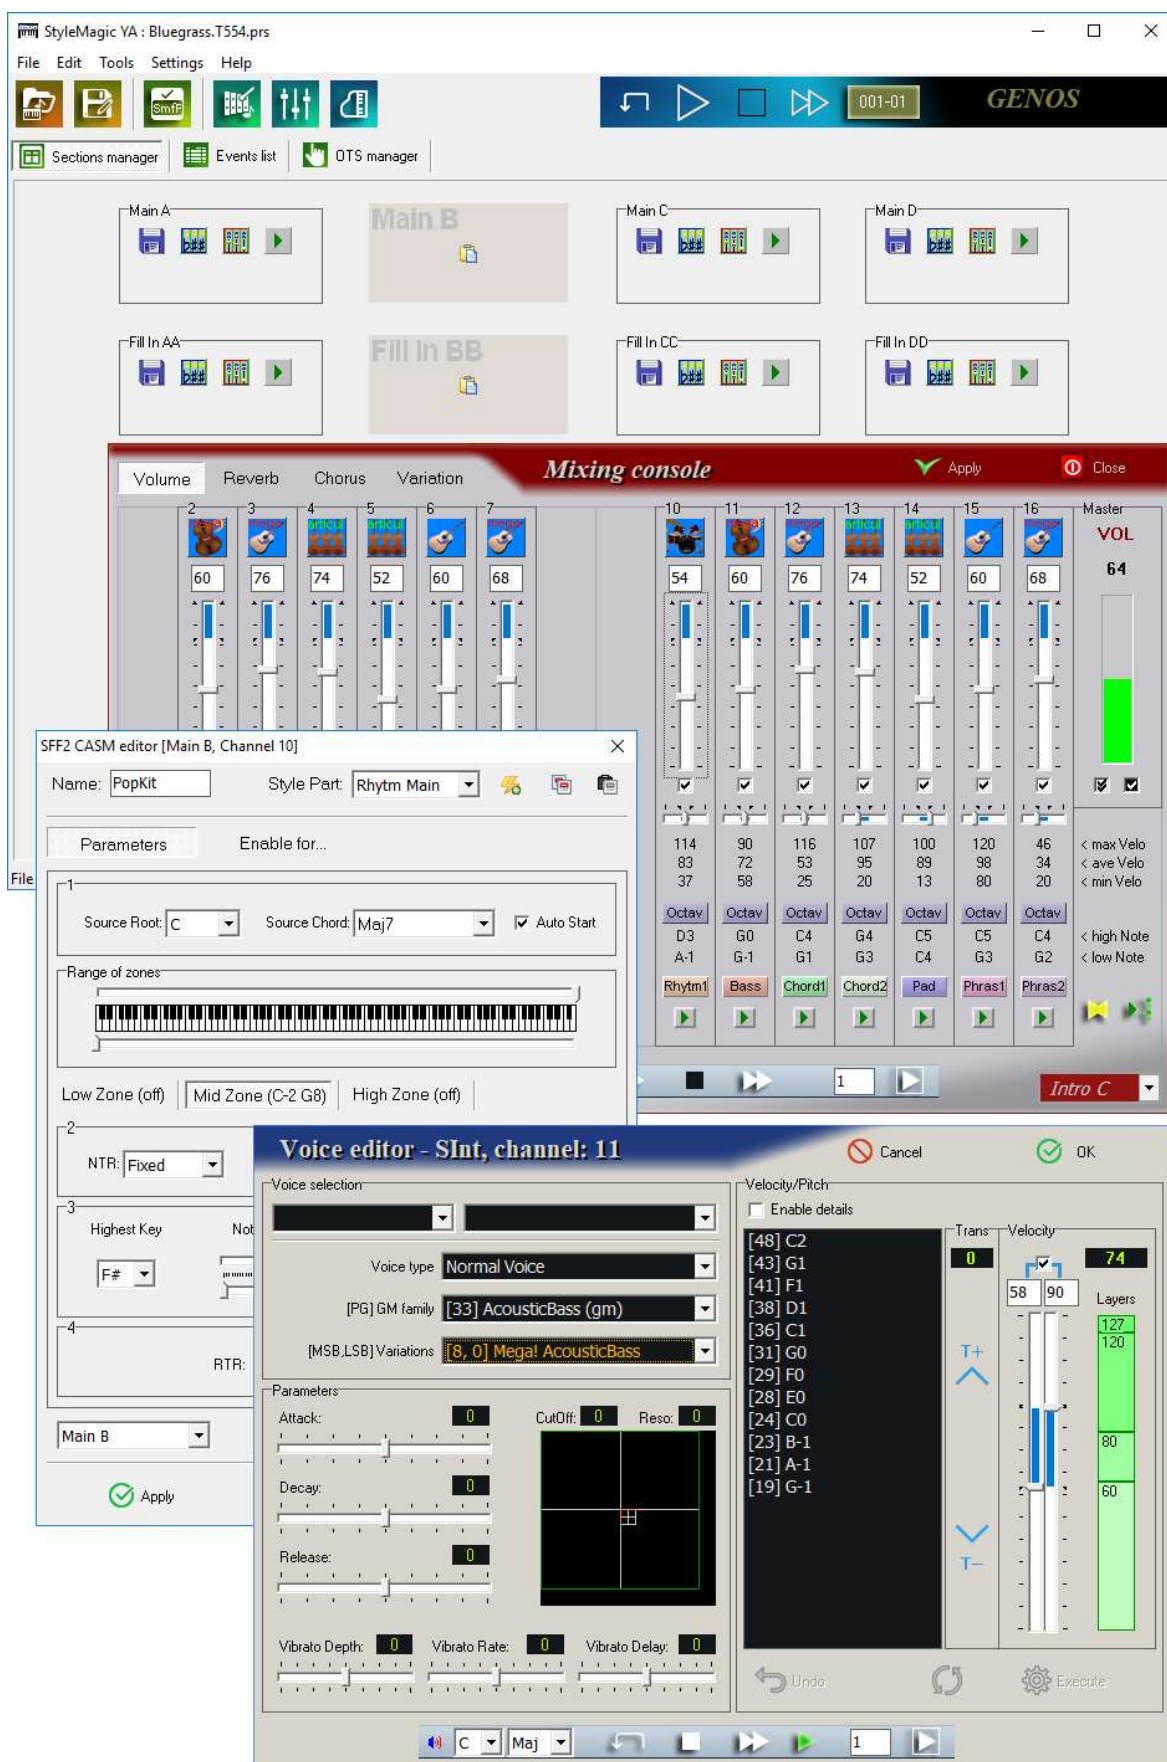 StyleMagic YA : Bluegrass.T554.prs
File Edit Tools Settings Help
SmfF
001-01
GENOS
Sections manager Events list OTS manager
Main A Main B Main C Main D
b##
Fill In AA Fill In BB Fill In CC Fill In DD
Volume Reverb Chorus Variation Mixing console Apply Close
2 3 4 5 6 7 10 11 12 13 14 15 16 Master
VOL
60 76 74 52 60 68 54 60 76 74 52 60 68 64
114 90 116 107 100 120 46 < max Velo
83 72 53 95 89 98 34 < ave Velo
37 58 25 20 13 80 20 < min Velo
Octav Octav Octav Octav Octav Octav Octav
D3 G0 C4 G4 C5 C5 C4 < high Note
A-1 G-1 G1 G3 C4 G3 G2 < low Note
Rhytm1 Bass Chord1 Chord2 Pad Phras1 Phras2
1
Intro C
File
SFF2 CASM editor [Main B, Channel 10]
Name: PopKit Style Part: Rhytm Main
Parameters Enable for...
1
Source Root: C Source Chord: Maj7 Auto Start
Range of zones
Low Zone (off) Mid Zone (C-2 G8) High Zone (off)
2
NTR: Fixed
3
Highest Key Not
F#
4
RTR:
Main B
Apply
Voice editor - SInt, channel: 11 Cancel OK
Voice selection
Voice type Normal Voice
[PG] GM family [33] AcousticBass (gm)
[MSB,LSB] Variations [8, 0] Mega! AcousticBass
Parameters
Attack: 0 CutOff: 0 Reso: 0
Decay: 0
Release: 0
Vibrato Depth: 0 Vibrato Rate: 0 Vibrato Delay: 0
Velocity/Pitch
Enable details
[48] C2
[43] G1
[41] F1
[38] D1
[36] C1
[31] G0
[29] F0
[28] E0
[24] C0
[23] B-1
[21] A-1
[19] G-1
Trans Velocity
0 74
58 90 Layers
127
120
T+
80
60
T−
Undo Execute
C Maj 1